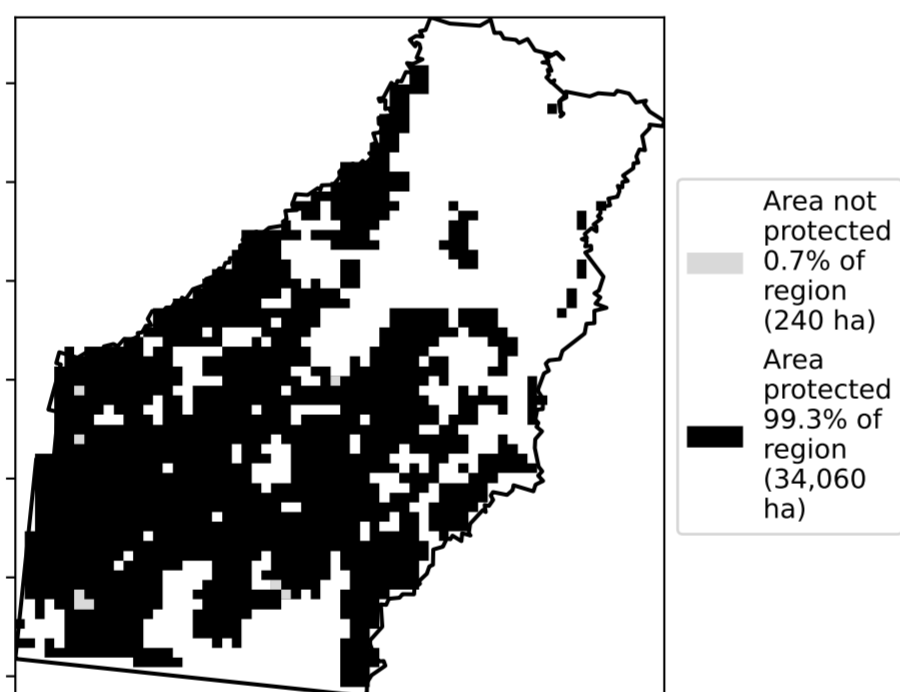 Area not
protected
0.7% of
region
(240 ha)
Area
protected
99.3% of
region
(34,060
ha)